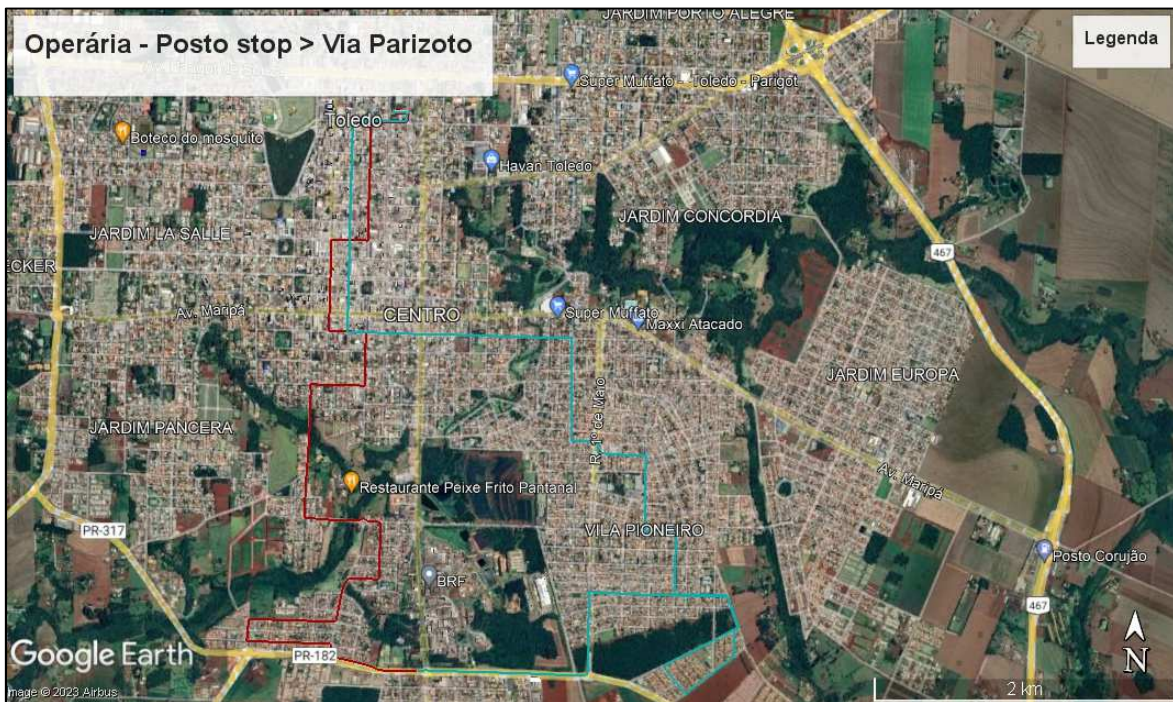 JARDIM PORTO ALEGRE
Operária - Posto stop > Via Parizoto
Legenda
Super Muffato - Toledo - Parigot
Toledo
Boteco do mosquito
Havan Toledo
JARDIM CONCORDIA
JARDIM LA SALLE
467
ECKER
Av. Maripá
CENTRO
Super Muffato
Maxxi Atacado
JARDIM EUROPA
R. 1º de Maio
JARDIM PANCERA
Av. Maripá
Restaurante Peixe Frito Pantanal
PR-317
VILA PIONEIRO
Posto Corujão
BRF
467
Google Earth
PR-182
N
Image © 2023 Airbus
2 km